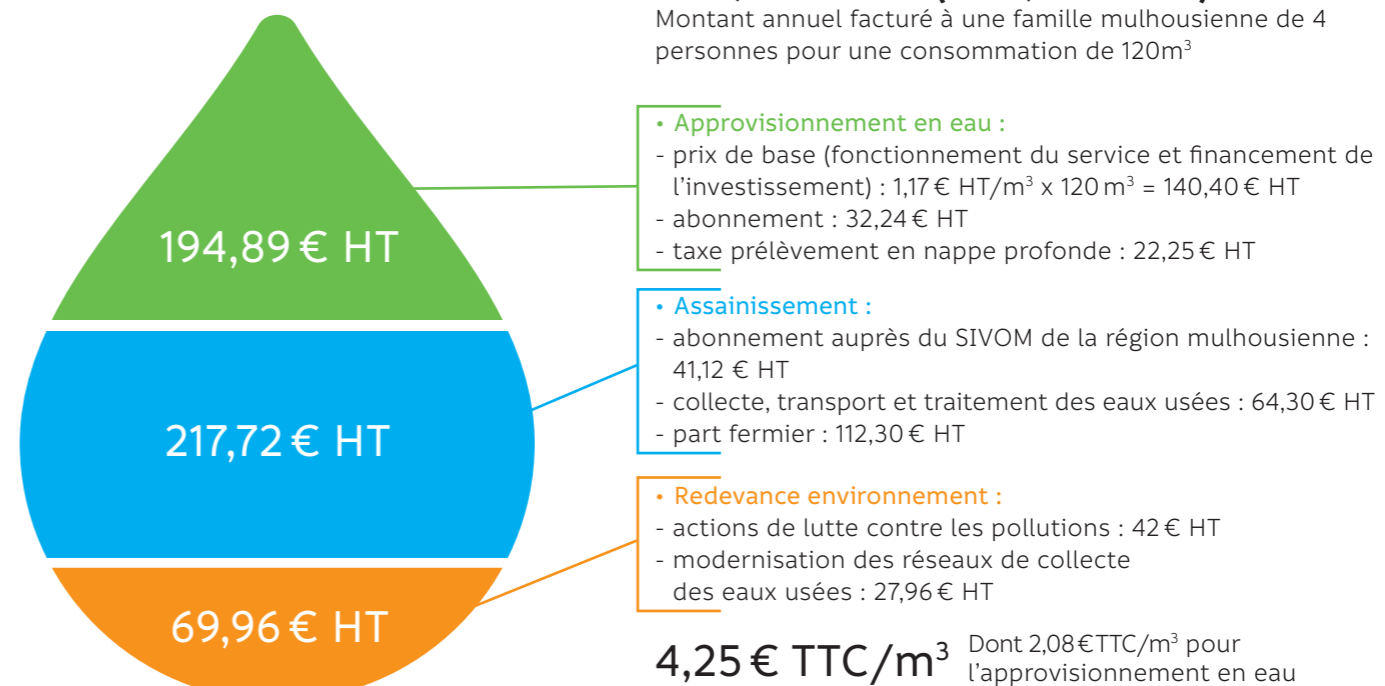 Montant annuel facturé à une famille mulhousienne de 4
personnes pour une consommation de 120m³
• Approvisionnement en eau :
- prix de base (fonctionnement du service et financement de
l'investissement) : 1,17 € HT/m³ x 120 m³ = 140,40 € HT
- abonnement : 32,24 € HT
- taxe prélèvement en nappe profonde : 22,25 € HT
194,89 € HT
• Assainissement :
- abonnement auprès du SIVOM de la région mulhousienne :
41,12 € HT
- collecte, transport et traitement des eaux usées : 64,30 € HT
- part fermier : 112,30 € HT
217,72 € HT
• Redevance environnement :
- actions de lutte contre les pollutions : 42 € HT
- modernisation des réseaux de collecte
des eaux usées : 27,96 € HT
69,96 € HT
4,25 € TTC/m³
Dont 2,08€TTC/m³ pour
l'approvisionnement en eau